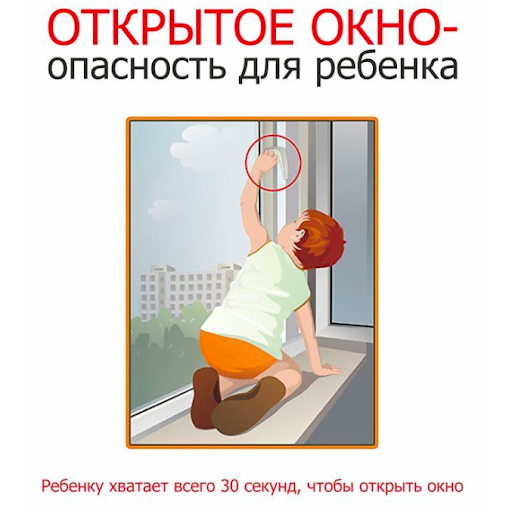 ОТКРЫТОЕ ОКНО-
опасность для ребенка
Ребенку хватает всего 30 секунд, чтобы открыть окно